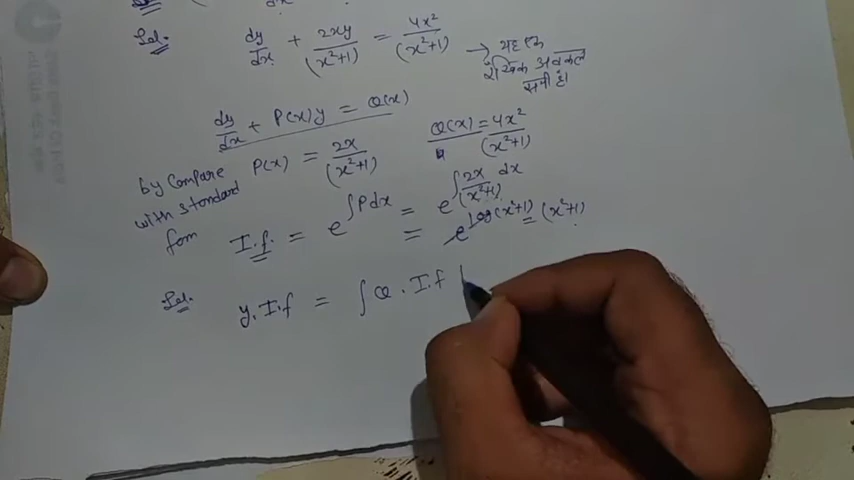 Sol. dy/dx + 2xy/(x²+1) = 4x²/(x²+1) → यह एक
रैखिक अवकल
समी है।
dy/dx + P(x)y = Q(x)
by Compare P(x) = 2x/(x²+1) Q(x) = 4x²/(x²+1)
with standard
form I.f. = e^∫Pdx = e^∫2x/(x²+1) dx
= e^log(x²+1) = (x²+1)
Sol. y.I.f = ∫Q.I.f